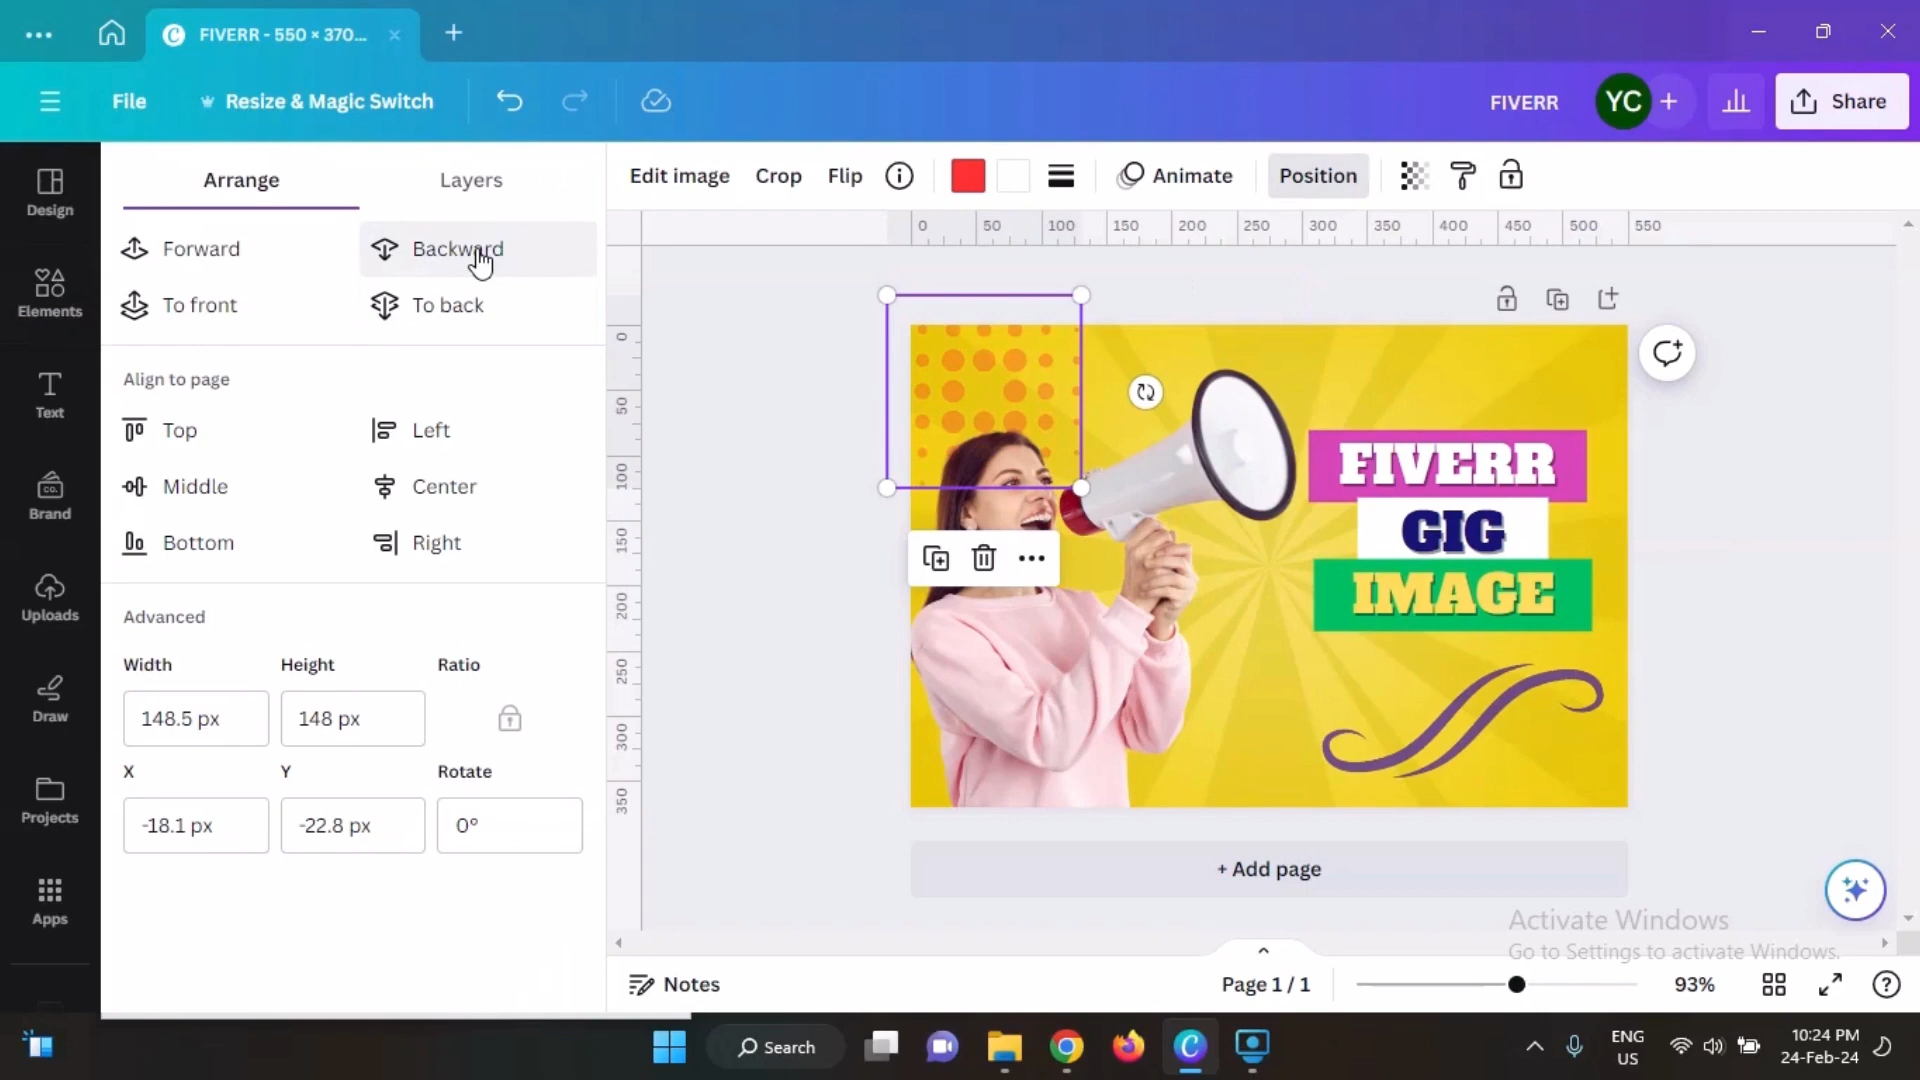 FIVERR - 550 × 370...
File
Resize & Magic Switch
FIVERR
YC
Share
Design
Elements
Text
CO.
Brand
Uploads
Draw
Projects
Apps
Arrange
Layers
Forward
Backward
To front
To back
Align to page
Top
Left
Middle
Center
Bottom
Right
Advanced
Width
Height
Ratio
148.5 px
148 px
X
Y
Rotate
-18.1 px
-22.8 px
0°
Edit image
Crop
Flip
Animate
Position
0 50 100 150 200 250 300 350 400 450 500 550
0
50
100
150
200
250
300
350
FIVERR
GIG
IMAGE
+ Add page
Activate Windows
Go to Settings to activate Windows.
Notes
Page 1 / 1
93%
Search
ENG
US
10:24 PM
24-Feb-24